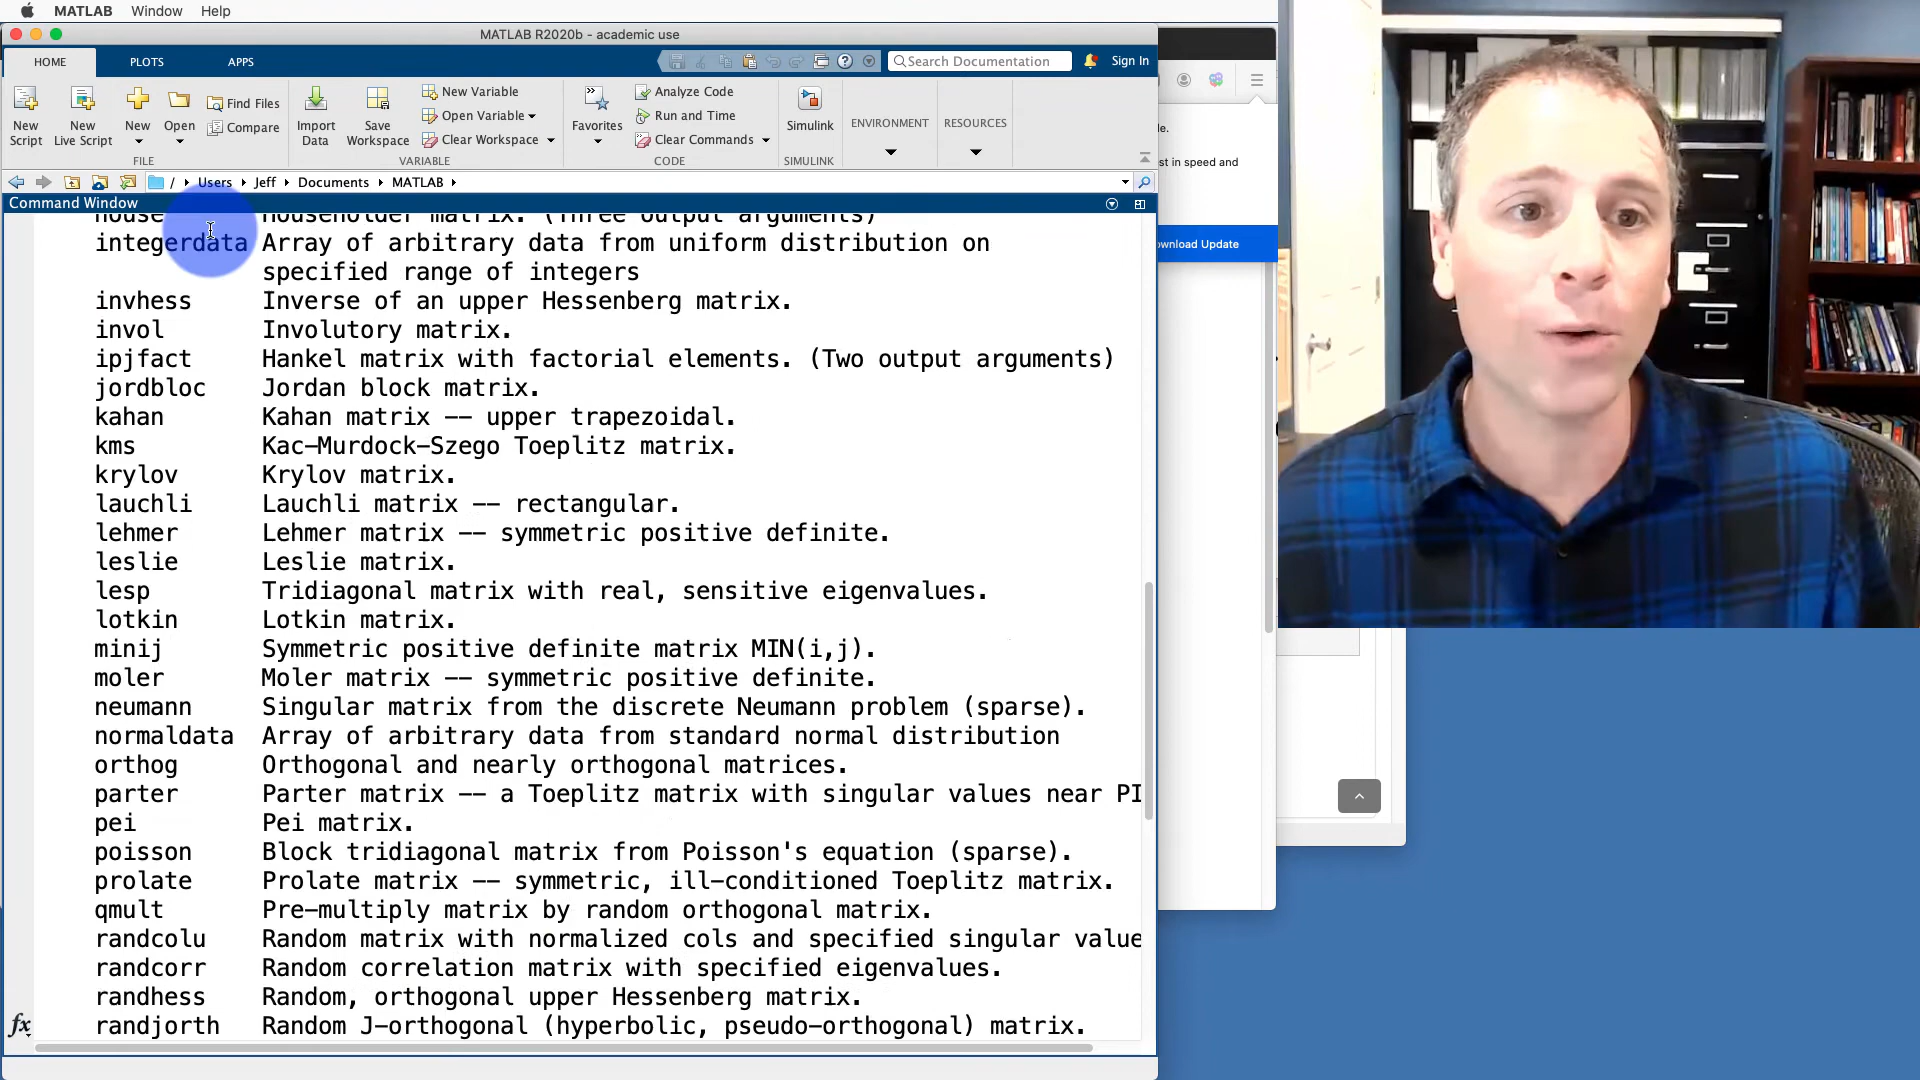 MATLAB Window Help
MATLAB R2020b - academic use
HOME PLOTS APPS
Search Documentation
Sign In
New Script
New Live Script
New
Open
Find Files
Compare
Import Data
Save Workspace
New Variable
Open Variable
Clear Workspace
Favorites
Analyze Code
Run and Time
Clear Commands
Simulink
ENVIRONMENT
RESOURCES
FILE VARIABLE CODE SIMULINK
/ Users Jeff Documents MATLAB
Command Window
house Householder matrix. (Three output arguments)
integerdata Array of arbitrary data from uniform distribution on
specified range of integers
invhess Inverse of an upper Hessenberg matrix.
invol Involutory matrix.
ipjfact Hankel matrix with factorial elements. (Two output arguments)
jordbloc Jordan block matrix.
kahan Kahan matrix -- upper trapezoidal.
kms Kac-Murdock-Szego Toeplitz matrix.
krylov Krylov matrix.
lauchli Lauchli matrix -- rectangular.
lehmer Lehmer matrix -- symmetric positive definite.
leslie Leslie matrix.
lesp Tridiagonal matrix with real, sensitive eigenvalues.
lotkin Lotkin matrix.
minij Symmetric positive definite matrix MIN(i,j).
moler Moler matrix -- symmetric positive definite.
neumann Singular matrix from the discrete Neumann problem (sparse).
normaldata Array of arbitrary data from standard normal distribution
orthog Orthogonal and nearly orthogonal matrices.
parter Parter matrix -- a Toeplitz matrix with singular values near PI
pei Pei matrix.
poisson Block tridiagonal matrix from Poisson's equation (sparse).
prolate Prolate matrix -- symmetric, ill-conditioned Toeplitz matrix.
qmult Pre-multiply matrix by random orthogonal matrix.
randcolu Random matrix with normalized cols and specified singular value
randcorr Random correlation matrix with specified eigenvalues.
randhess Random, orthogonal upper Hessenberg matrix.
randjorth Random J-orthogonal (hyperbolic, pseudo-orthogonal) matrix.
fx
e.
st in speed and
ownload Update